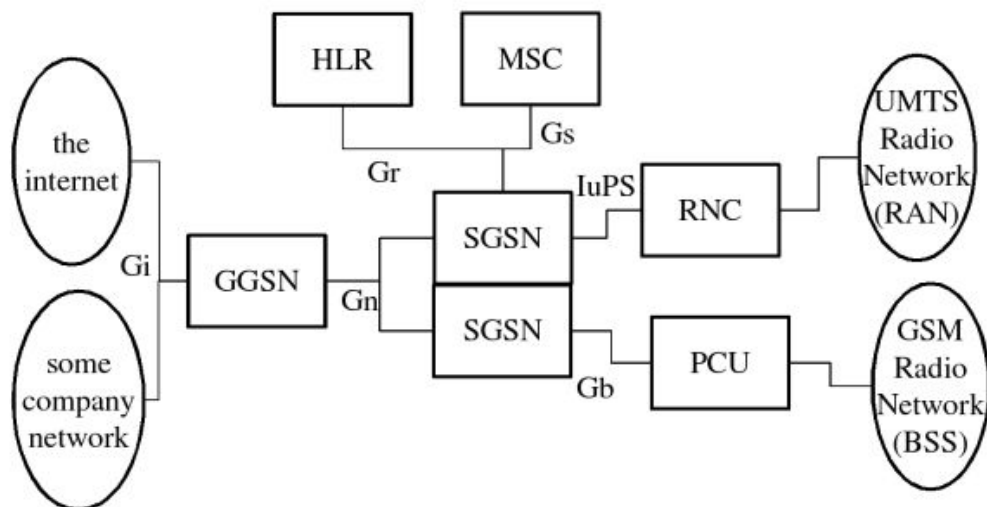 HLR
MSC
Gs
Gr
the
internet
UMTS
Radio
Network
(RAN)
IuPS
RNC
SGSN
Gi
GGSN
Gn
SGSN
some
company
network
Gb
PCU
GSM
Radio
Network
(BSS)